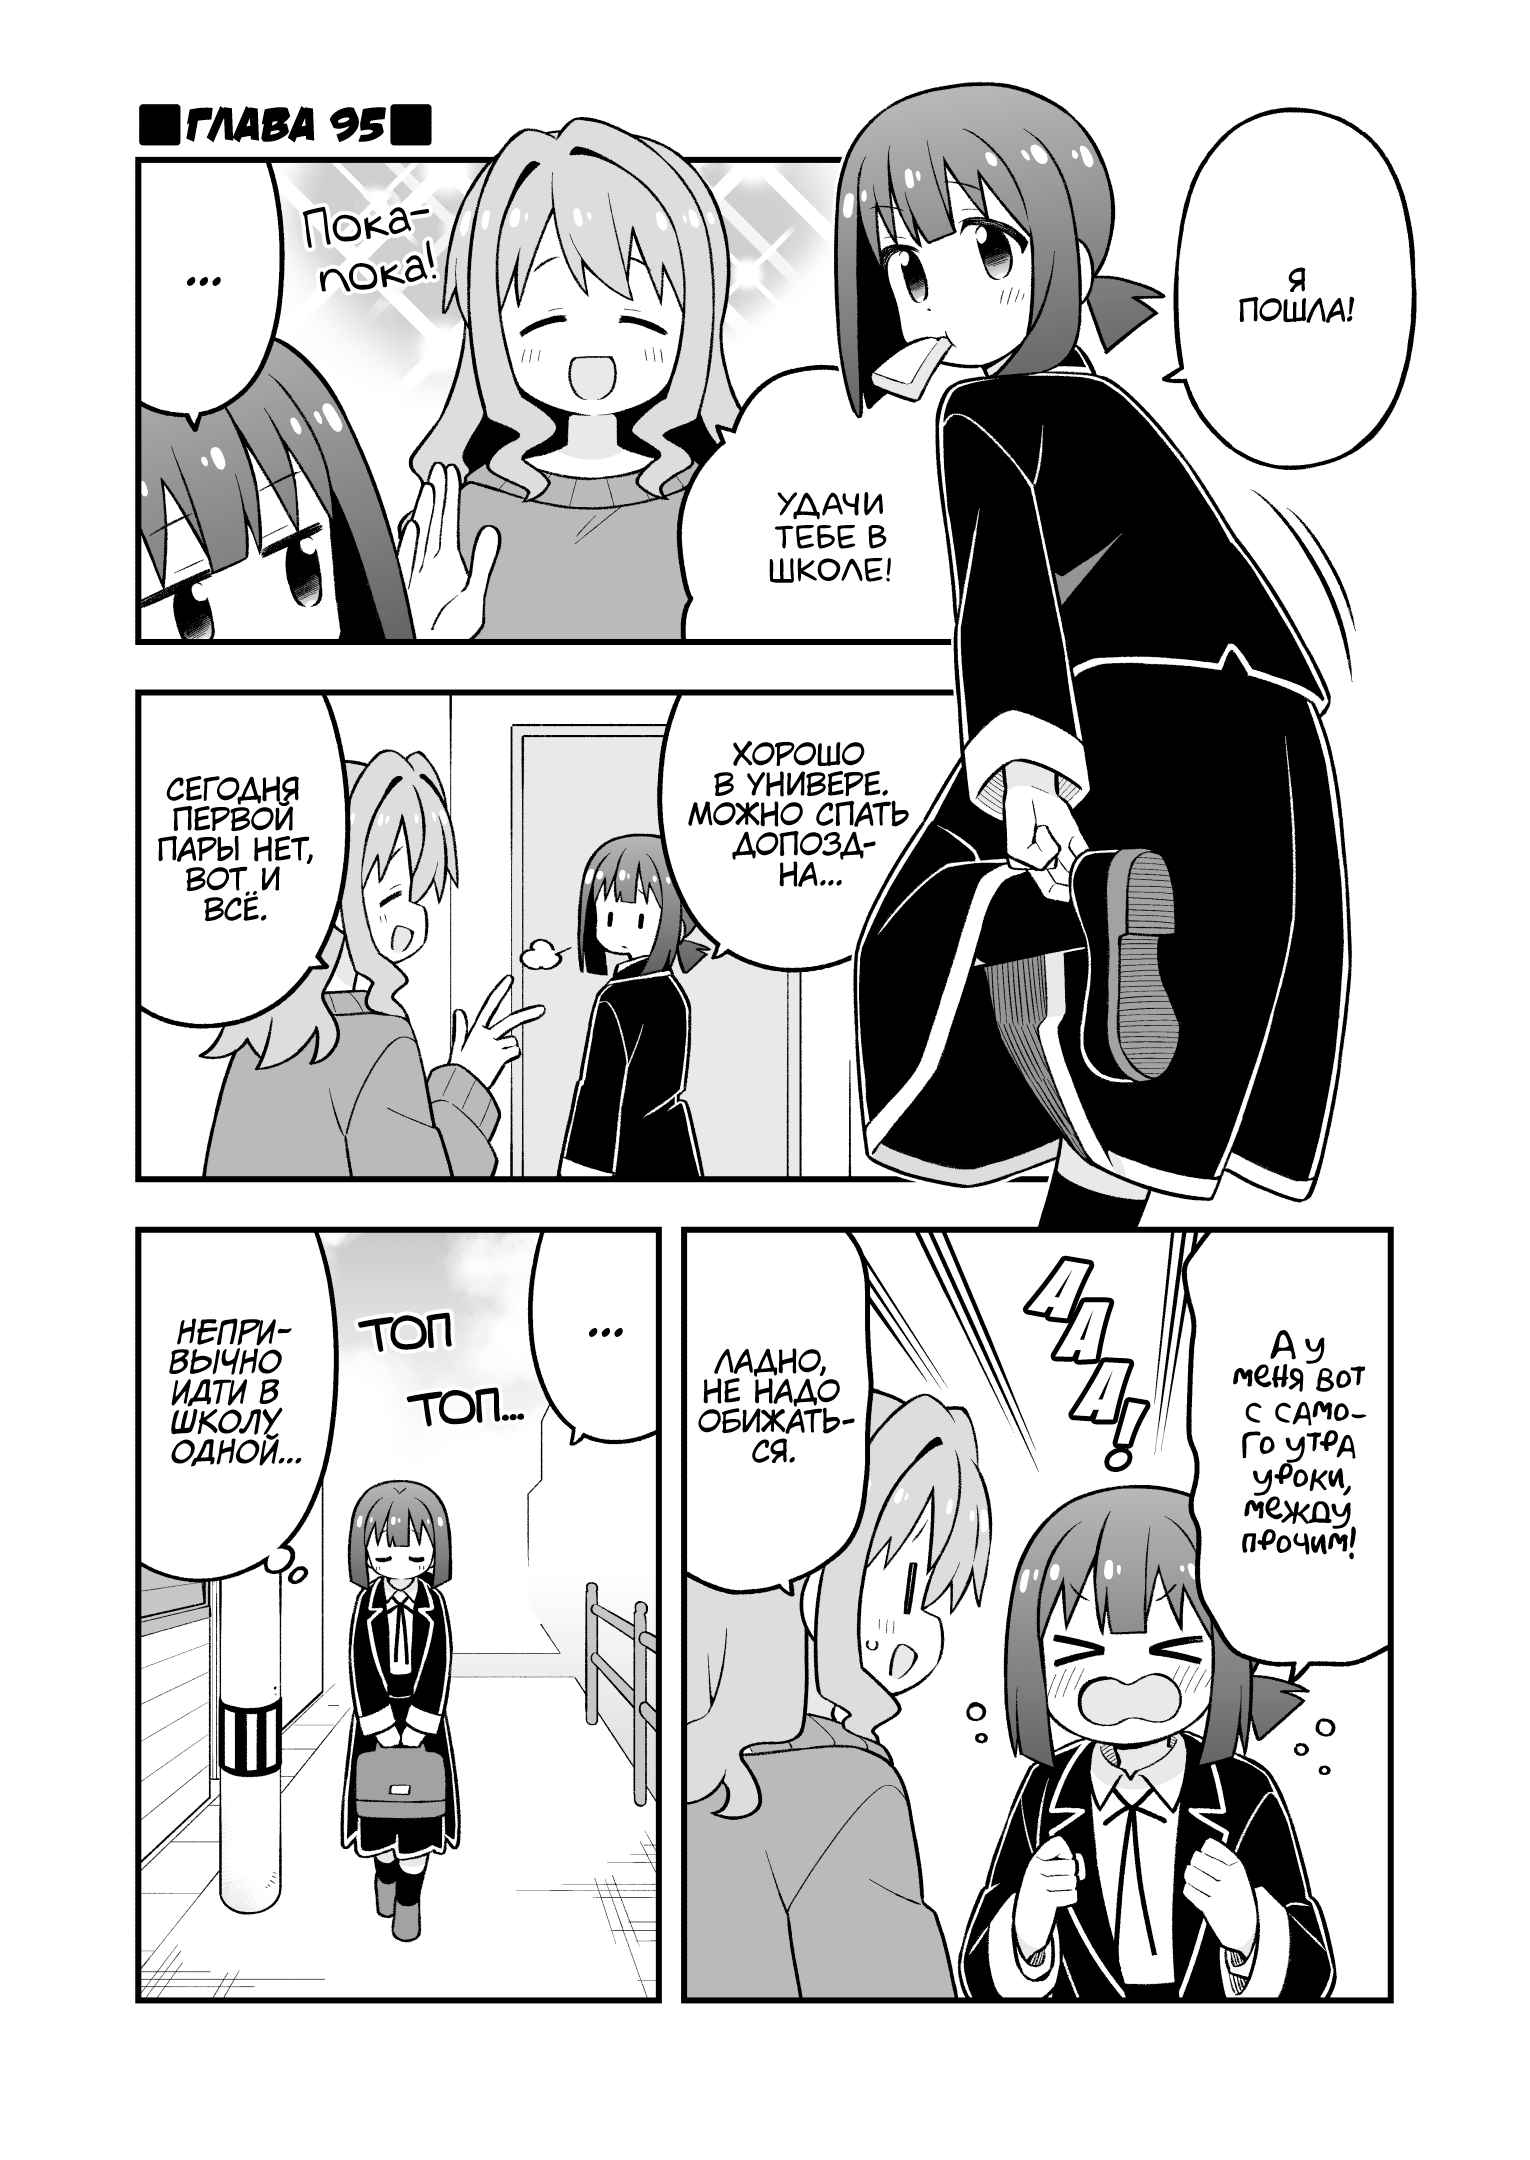 ГЛАВА 95
Я
ПОШЛА!
УДАЧИ
ТЕБЕ В
ШКОЛЕ!
Пока-
пока!
...
ХОРОШО
В УНИВЕРЕ.
МОЖНО СПАТЬ
ДОПОЗД-
НА...
СЕГОДНЯ
ПЕРВОЙ
ПАРЫ НЕТ,
ВОТ И
ВСЁ.
А У
меня вот
с само-
го утра
уроки,
между
прочим!
А
А
А
А!
ЛАДНО,
НЕ НАДО
ОБИЖАТЬ-
СЯ.
...
ТОП
ТОП...
НЕПРИ-
ВЫЧНО
ИДТИ В
ШКОЛУ
ОДНОЙ...